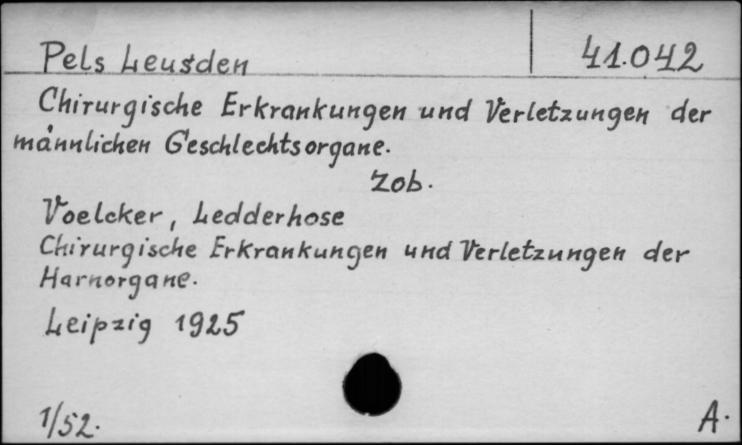 Pels Leusden 41.042
Chirurgische Erkrankungen und Verletzungen der
männlichen Geschlechtsorgane.
Zob.
Voelcker, Ledderhose
Chirurgische Erkrankungen und Verletzungen der
Harnorgane.
Leipzig 1925
1/52. A.